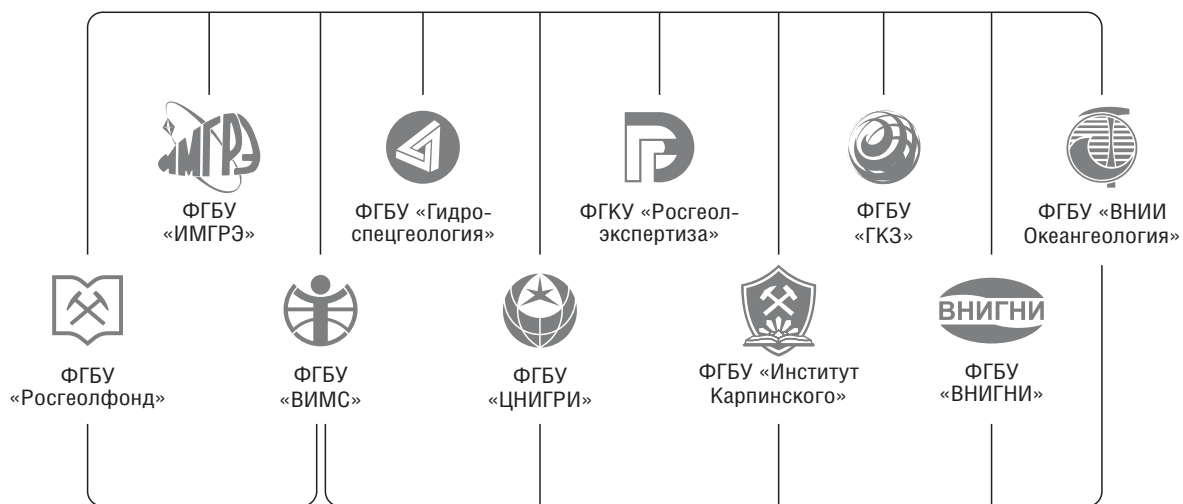 ИМГРЭ
ФГБУ
«ИМГРЭ»
ФГБУ «Гидро-
спецгеология»
ФГКУ «Росгеол-
экспертиза»
ФГБУ
«ГКЗ»
ФГБУ «ВНИИ
Океангеология»
ФГБУ
«Росгеолфонд»
ФГБУ
«ВИМС»
ФГБУ
«ЦНИГРИ»
ФГБУ «Институт
Карпинского»
ВНИГНИ
ФГБУ
«ВНИГНИ»